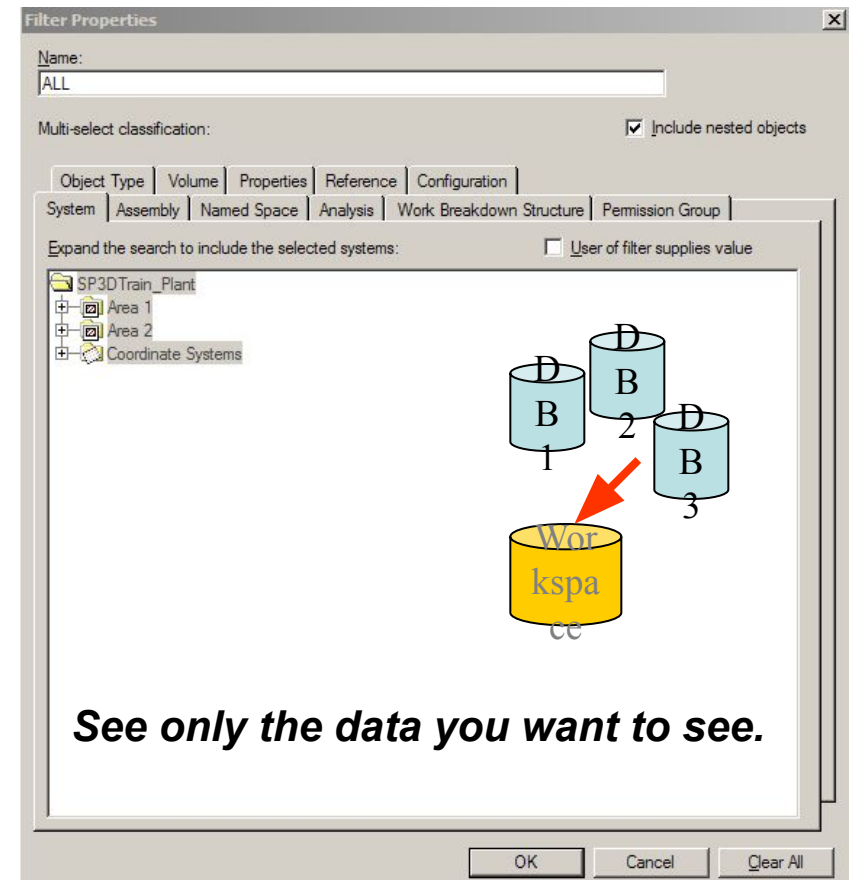 Filter Properties
Name:
ALL
Multi-select classification:
Include nested objects
Object Type Volume Properties Reference Configuration
System Assembly Named Space Analysis Work Breakdown Structure Permission Group
Expand the search to include the selected systems:
User of filter supplies value
SP3DTrain_Plant
Area 1
Area 2
Coordinate Systems
D
B
1
D
B
2
D
B
3
Wor
kspa
ce
See only the data you want to see.
OK Cancel Clear All